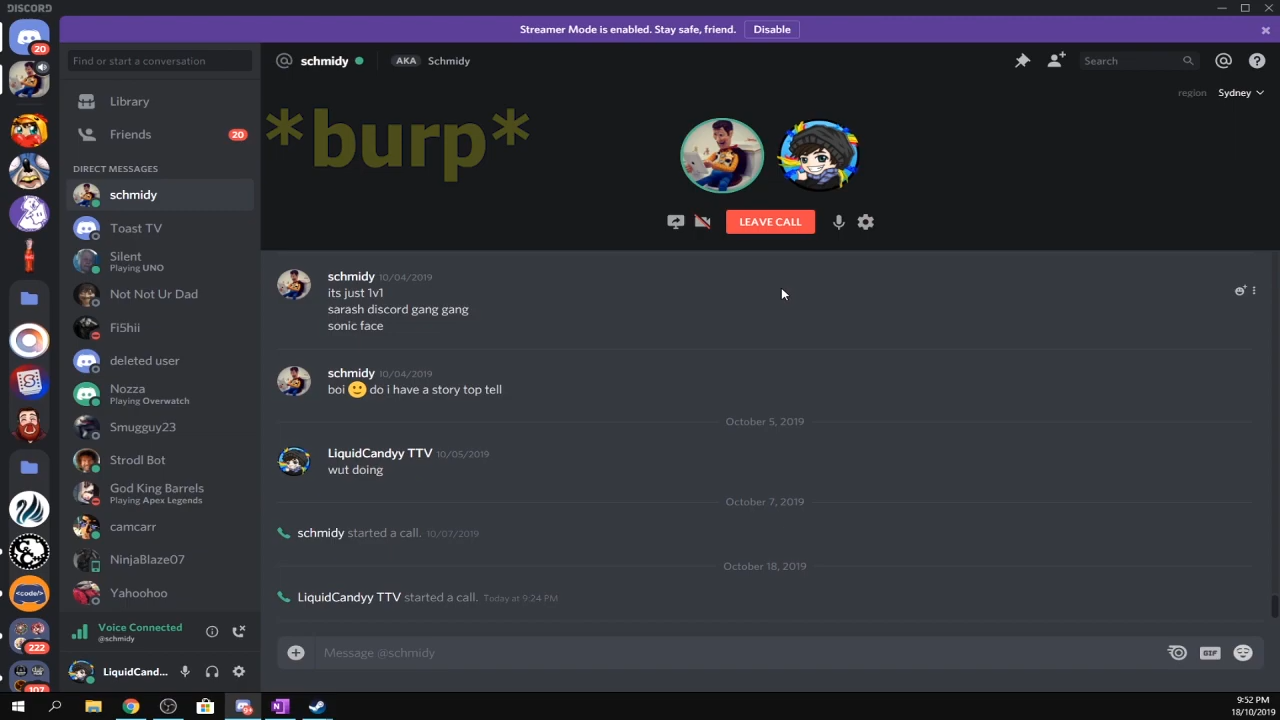 DISCORD
Streamer Mode is enabled. Stay safe, friend. Disable
20
Find or start a conversation
schmidy AKA Schmidy
Search
region Sydney
Library
Friends 20
*burp*
DIRECT MESSAGES
schmidy
Toast TV
Silent
Playing UNO
Not Not Ur Dad
Fi5hii
deleted user
Nozza
Playing Overwatch
Smugguy23
Strodl Bot
God King Barrels
Playing Apex Legends
camcarr
NinjaBlaze07
Yahoohoo
LEAVE CALL
schmidy 10/04/2019
its just 1v1
sarash discord gang gang
sonic face
schmidy 10/04/2019
boi 🙂 do i have a story top tell
October 5, 2019
LiquidCandyy TTV 10/05/2019
wut doing
October 7, 2019
schmidy started a call. 10/07/2019
October 18, 2019
LiquidCandyy TTV started a call. Today at 9:24 PM
<code/>
222
107
Voice Connected
@schmidy
LiquidCand...
Message @schmidy
GIF
9+
9:52 PM
18/10/2019